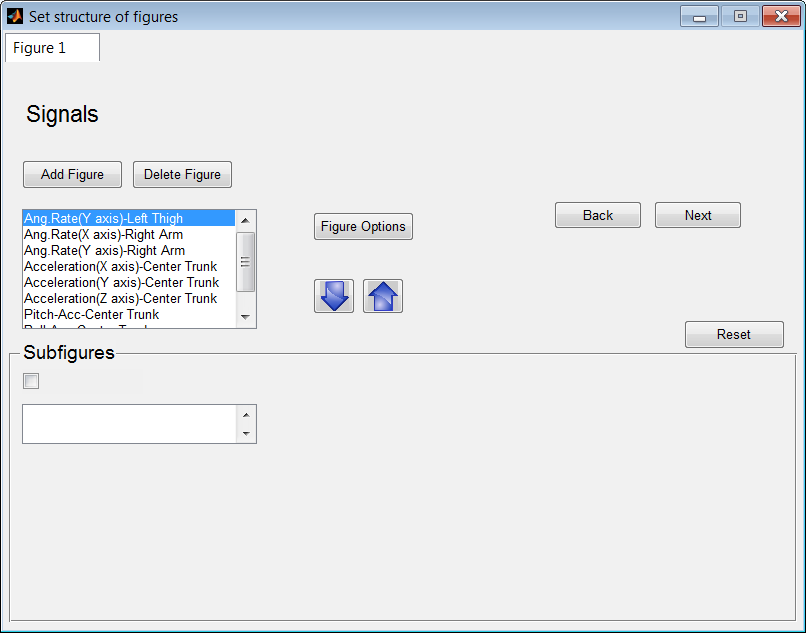 Set structure of figures
Figure 1
Signals
Add Figure
Delete Figure
Ang.Rate(Y axis)-Left Thigh
Ang.Rate(X axis)-Right Arm
Ang.Rate(Y axis)-Right Arm
Acceleration(X axis)-Center Trunk
Acceleration(Y axis)-Center Trunk
Acceleration(Z axis)-Center Trunk
Pitch-Acc-Center Trunk
Figure Options
Back
Next
Reset
Subfigures